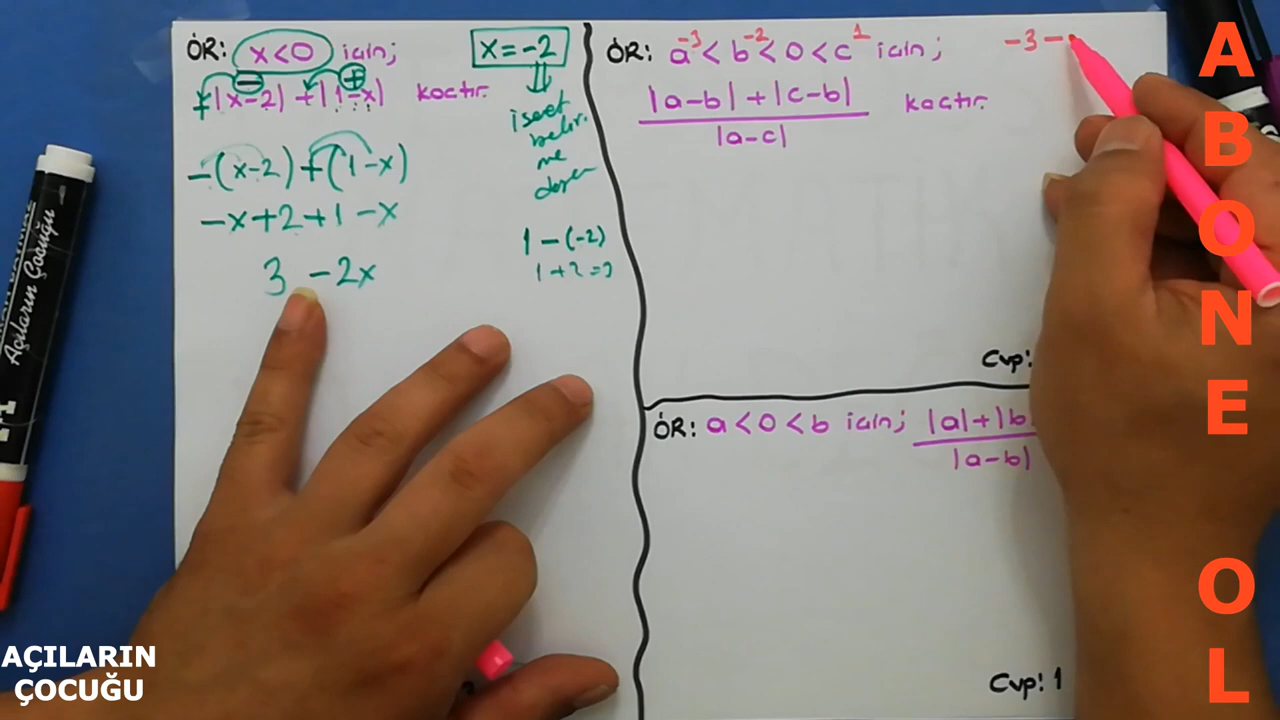 ÖR: x<0 için;
|x-2| + |1-x| kaçtır.
-(x-2)+(1-x)
-x+2+1-x
3 -2x
x=-2
işaret
belir.
me
1-(-2)
1+2=3
ÖR: a<b<0<c için;
-3 -2 1
|a-b|+|c-b|
|a-c|
kaçtır.
-3-
Cvp:
ÖR: a<0<b için; |a|+|b
|a-b|
Cvp: 1
Açıların Çocuğu
AÇILARIN
ÇOCUĞU
ABONE OL